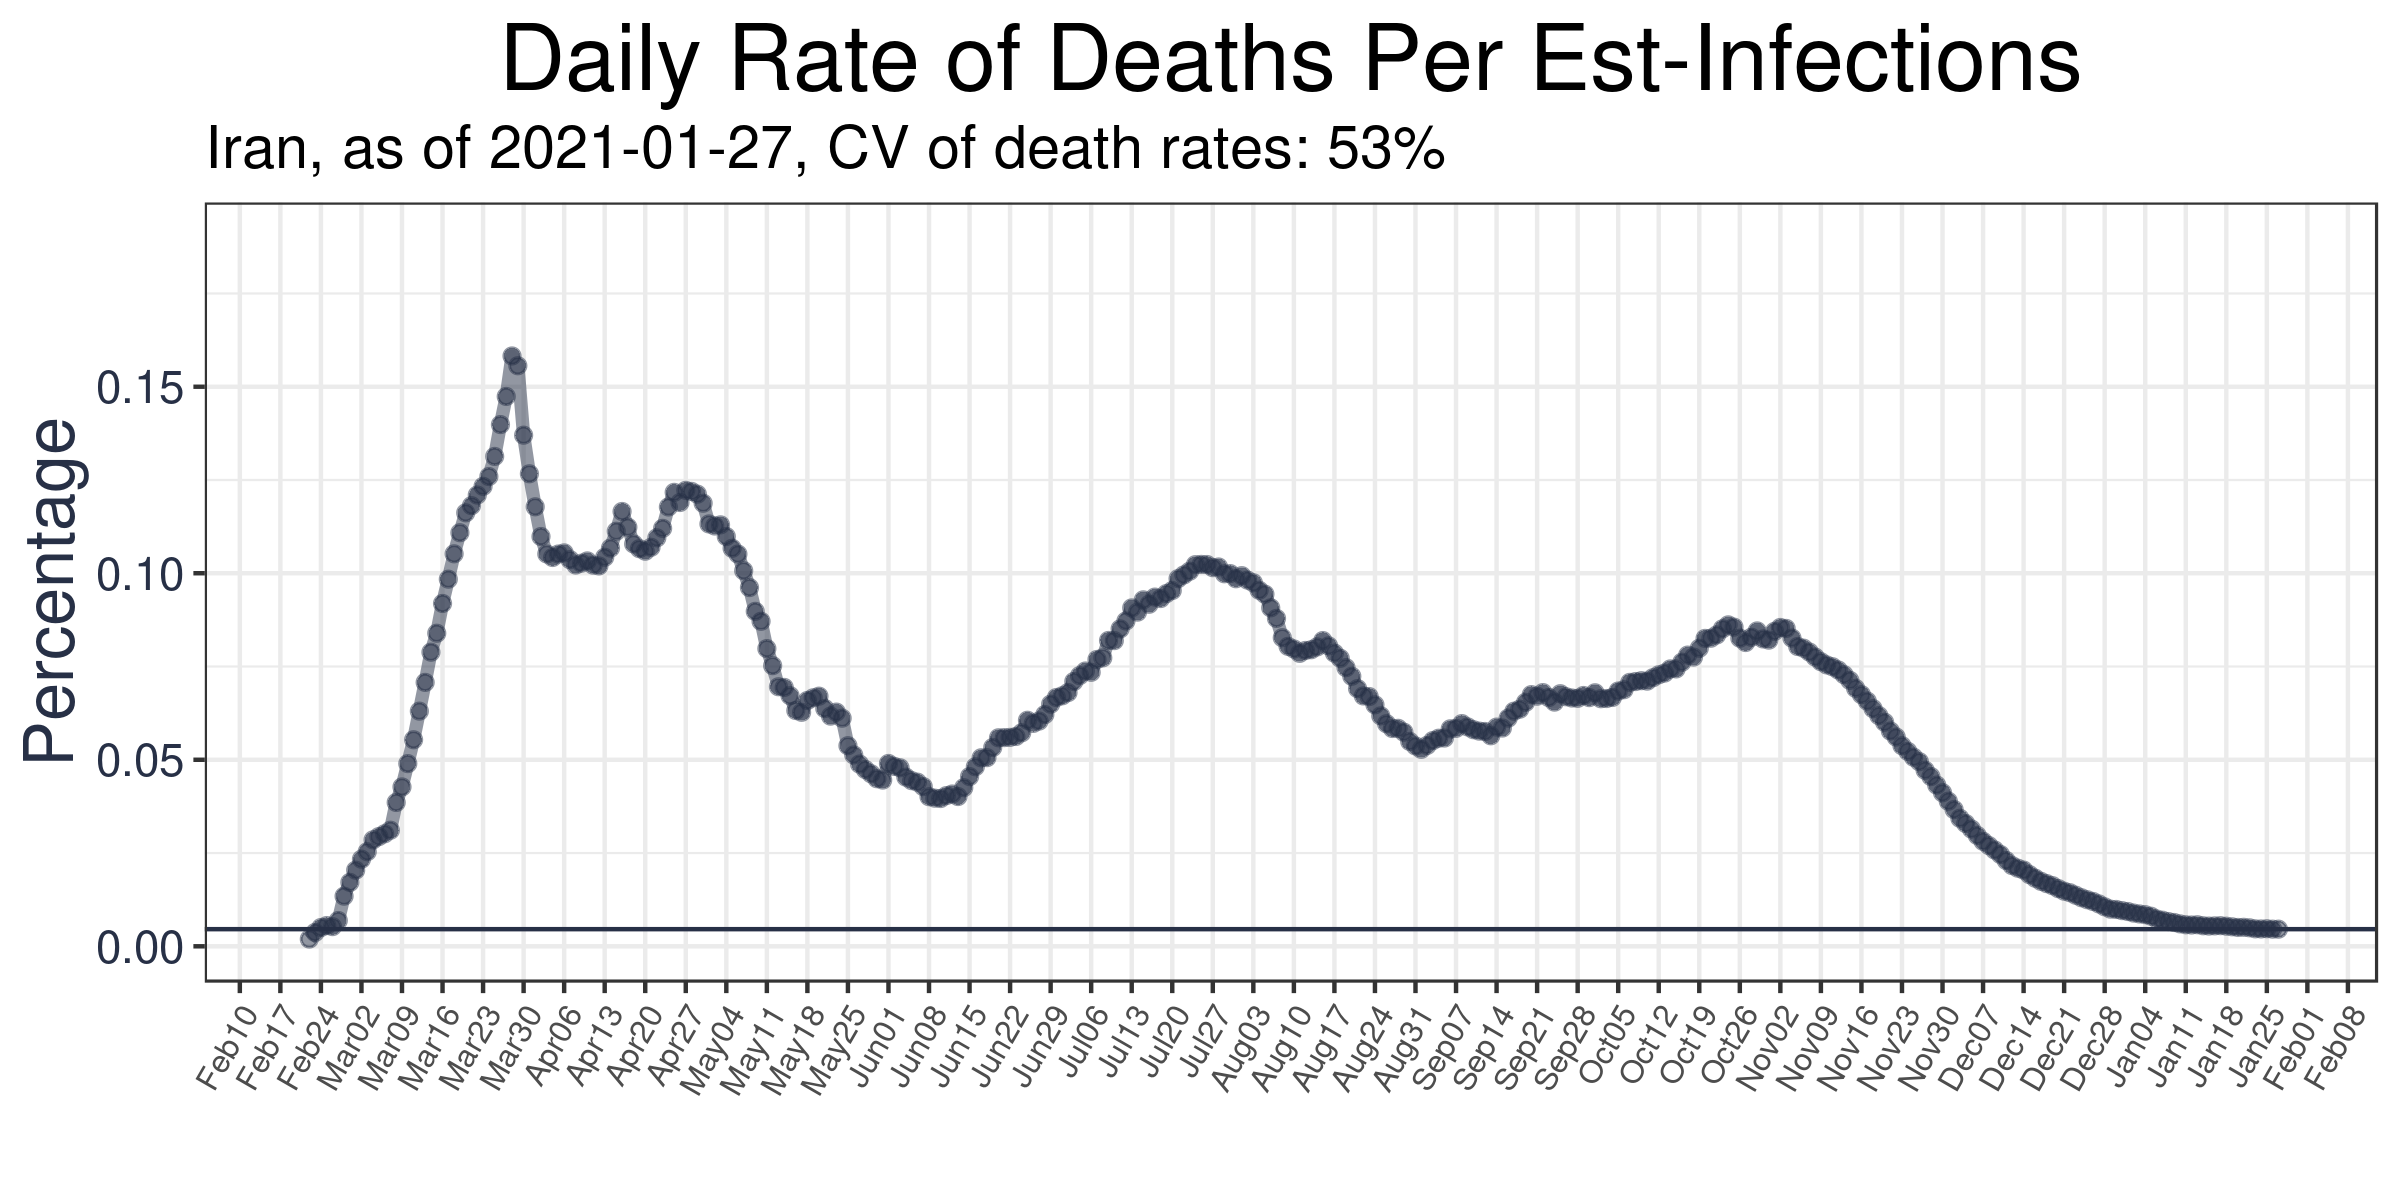 Daily Rate of Deaths Per Est-Infections
Iran, as of 2021-01-27, CV of death rates: 53%
Percentage
0.15
0.10
0.05
0.00
Feb10
Feb17
Feb24
Mar02
Mar09
Mar16
Mar23
Mar30
Apr06
Apr13
Apr20
Apr27
May04
May11
May18
May25
Jun01
Jun08
Jun15
Jun22
Jun29
Jul06
Jul13
Jul20
Jul27
Aug03
Aug10
Aug17
Aug24
Aug31
Sep07
Sep14
Sep21
Sep28
Oct05
Oct12
Oct19
Oct26
Nov02
Nov09
Nov16
Nov23
Nov30
Dec07
Dec14
Dec21
Dec28
Jan04
Jan11
Jan18
Jan25
Feb01
Feb08